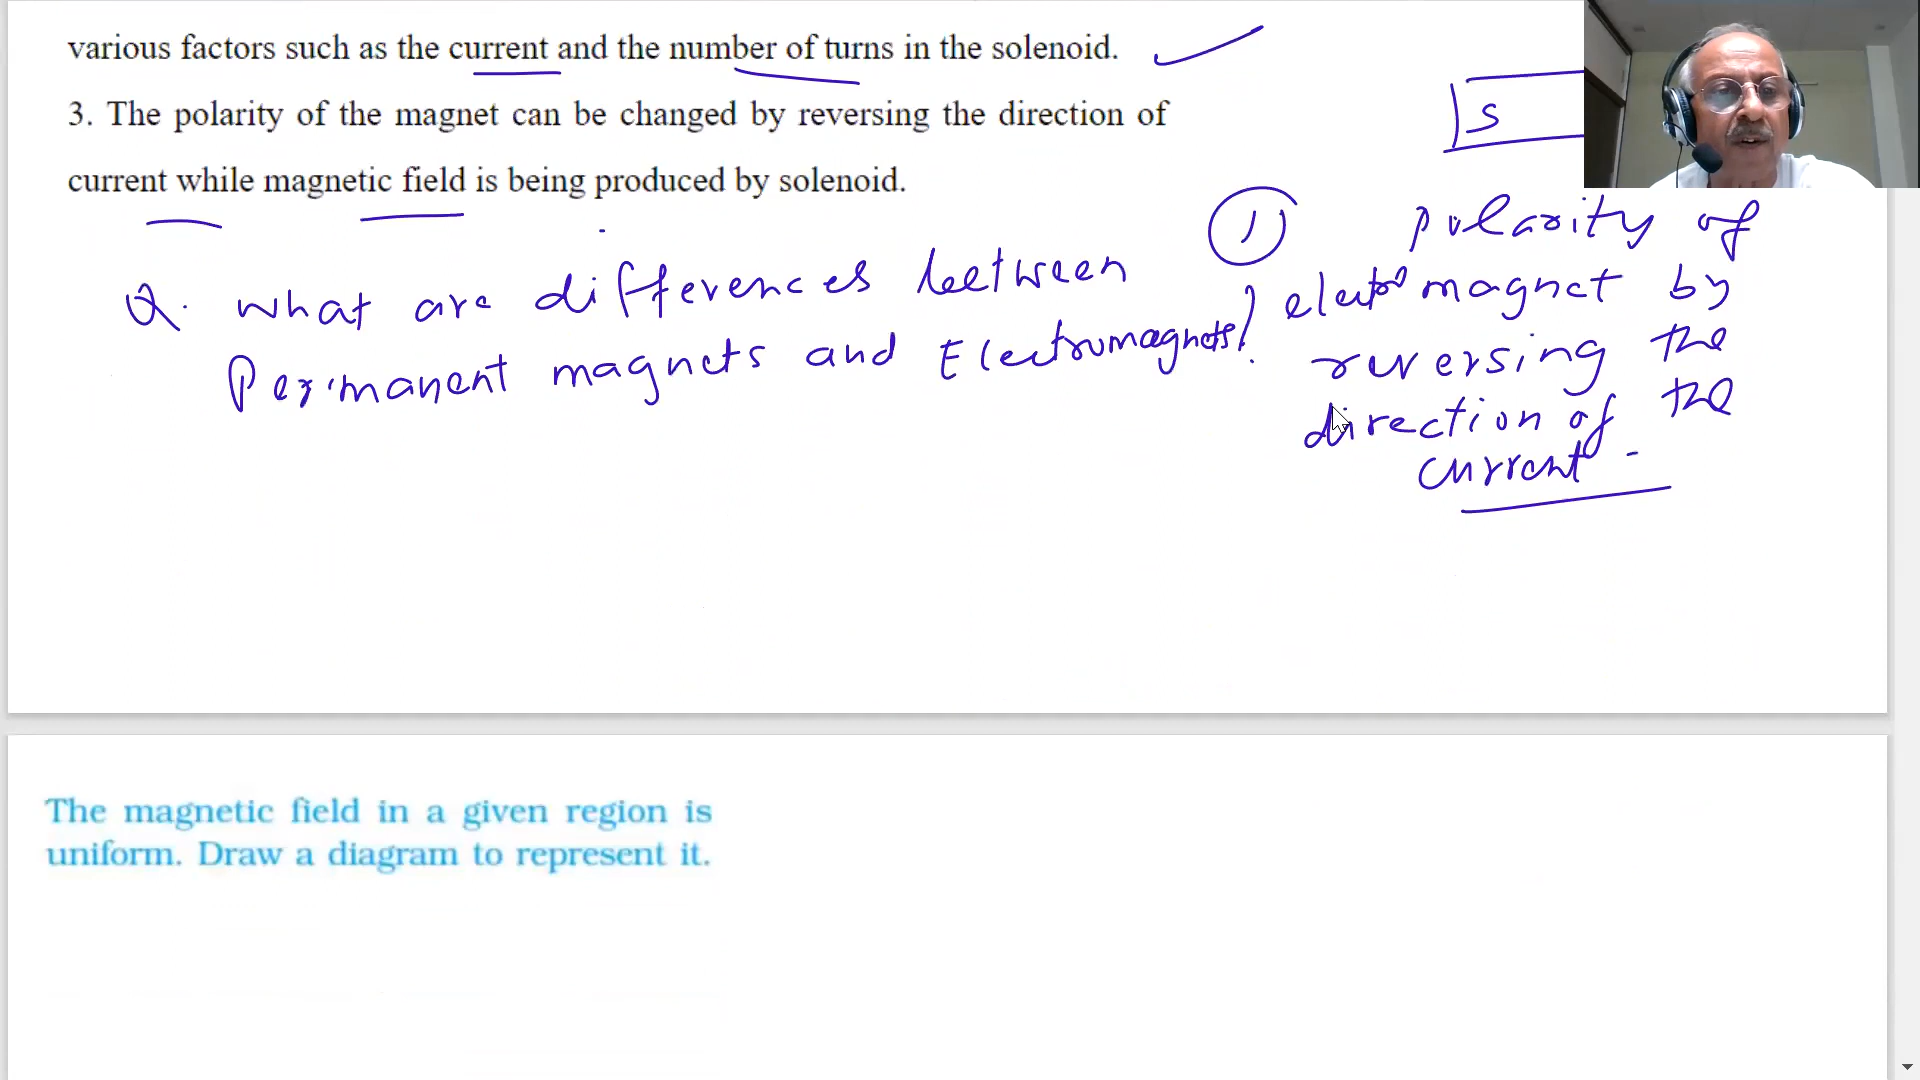 various factors such as the current and the number of turns in the solenoid.
3. The polarity of the magnet can be changed by reversing the direction of
current while magnetic field is being produced by solenoid.
S
Q. What are differences between
Permanent magnets and Electromagnets?
1
polarity of
electro magnet by
reversing the
direction of the
current.
The magnetic field in a given region is
uniform. Draw a diagram to represent it.